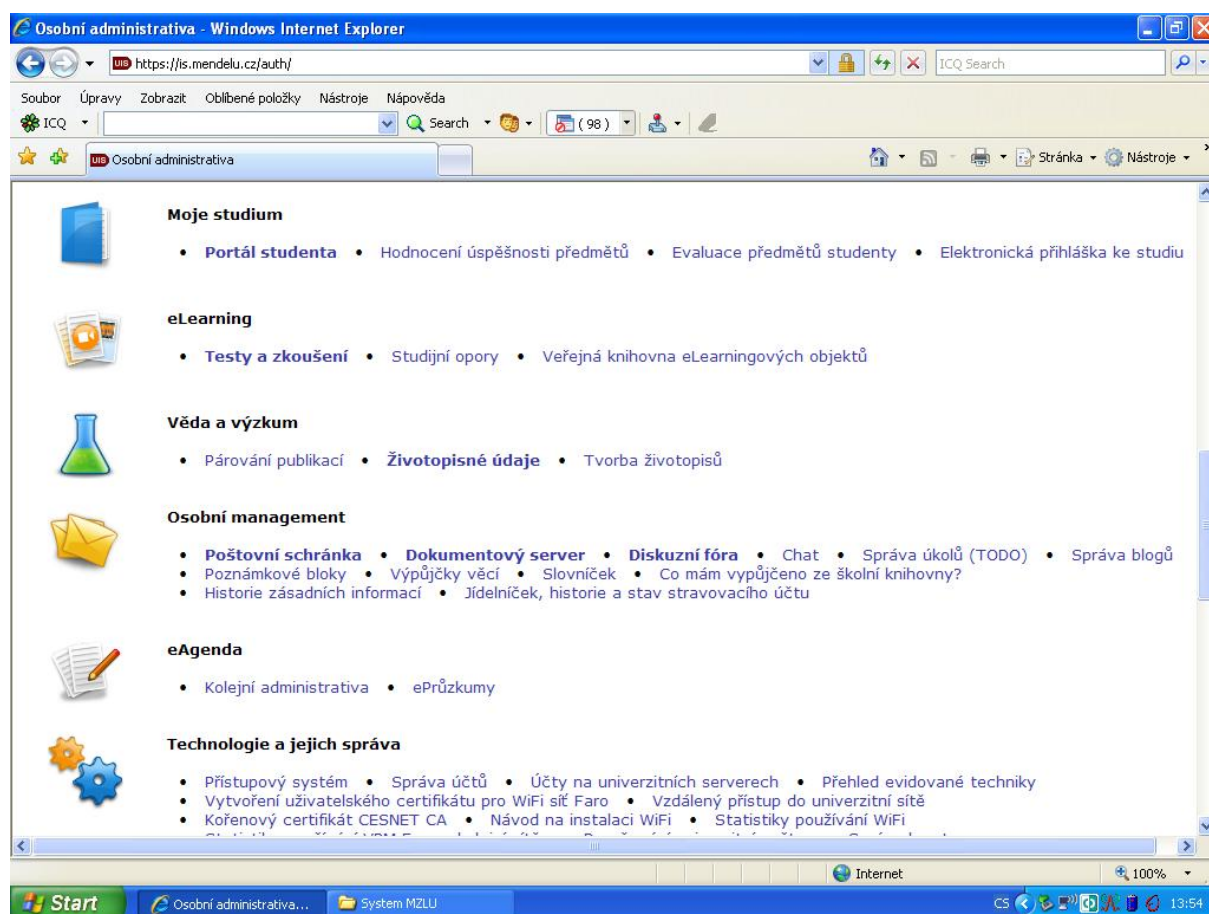 Osobní administrativa - Windows Internet Explorer
UIS https://is.mendelu.cz/auth/
ICQ Search
Soubor Úpravy Zobrazit Oblíbené položky Nástroje Nápověda
ICQ Search (98)
UIS Osobní administrativa Stránka Nástroje
Moje studium
• Portál studenta • Hodnocení úspěšnosti předmětů • Evaluace předmětů studenty • Elektronická přihláška ke studiu
eLearning
• Testy a zkoušení • Studijní opory • Veřejná knihovna eLearningových objektů
Věda a výzkum
• Párování publikací • Životopisné údaje • Tvorba životopisů
Osobní management
• Poštovní schránka • Dokumentový server • Diskuzní fóra • Chat • Správa úkolů (TODO) • Správa blogů
• Poznámkové bloky • Výpůjčky věcí • Slovníček • Co mám vypůjčeno ze školní knihovny?
• Historie zásadních informací • Jídelníček, historie a stav stravovacího účtu
eAgenda
• Kolejní administrativa • ePrůzkumy
Technologie a jejich správa
• Přístupový systém • Správa účtů • Účty na univerzitních serverech • Přehled evidované techniky
• Vytvoření uživatelského certifikátu pro WiFi síť Faro • Vzdálený přístup do univerzitní sítě
• Kořenový certifikát CESNET CA • Návod na instalaci WiFi • Statistiky používání WiFi
Internet 100%
Start Osobní administrativa... System MZLU CS 13:54